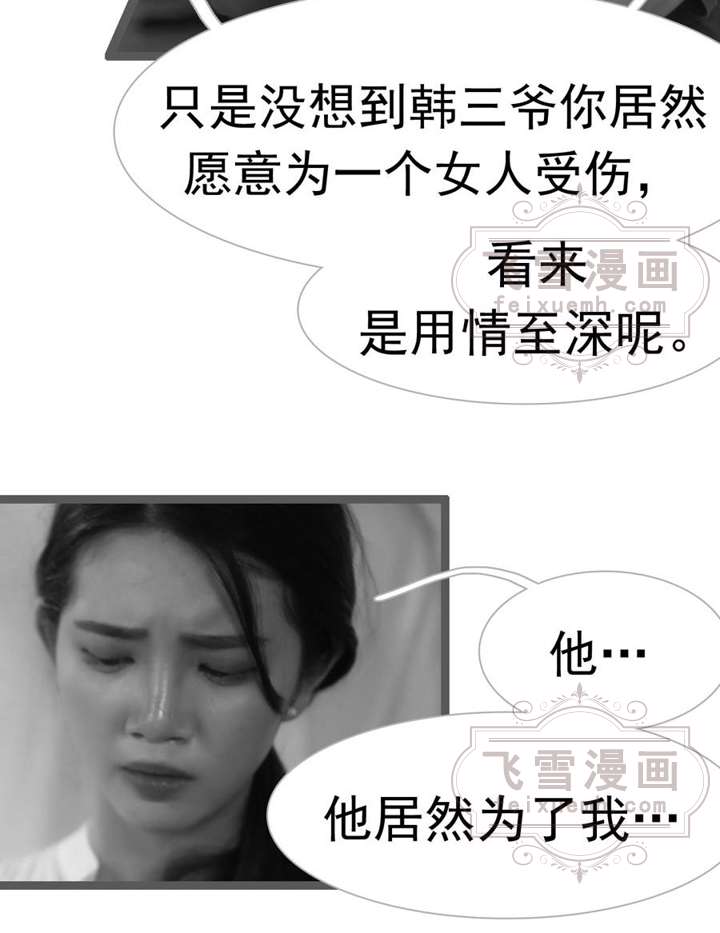 只是没想到韩三爷你居然
愿意为一个女人受伤，
看来
是用情至深呢。
飞雪漫画
feixuemh.com
他…
他居然为了我…
飞雪漫画
feixuemh.com